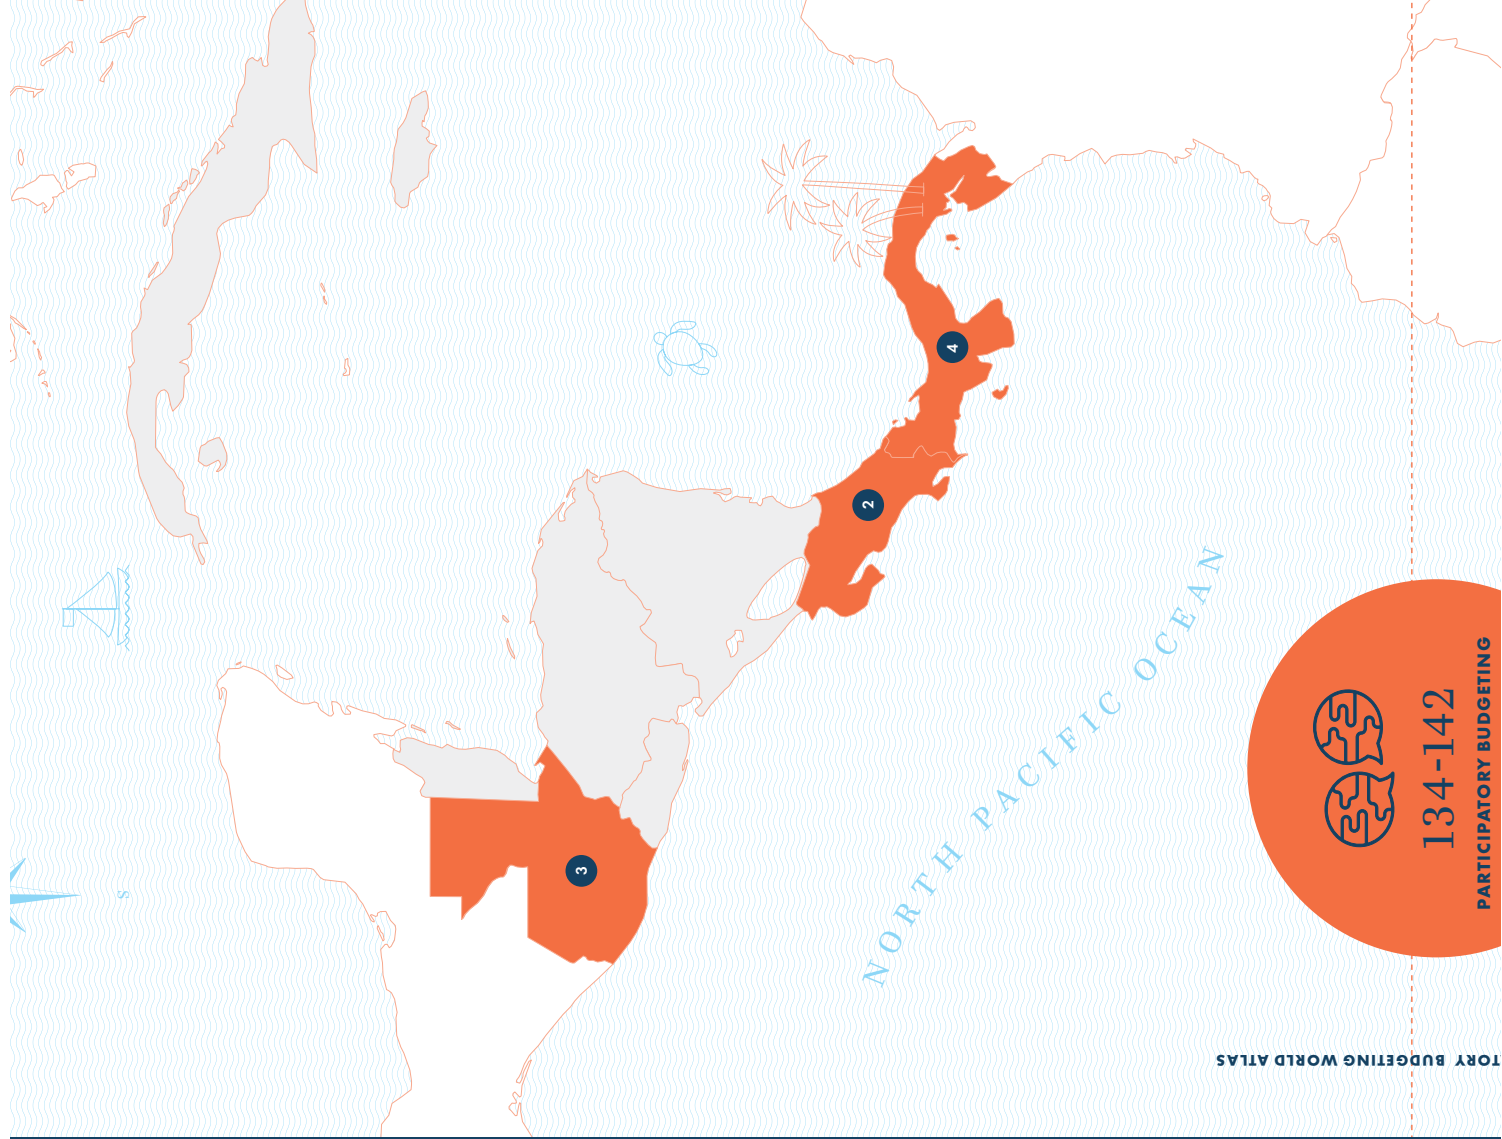 S
4
2
3
NORTH PACIFIC OCEAN
134-142
PARTICIPATORY BUDGETING
TORY BUDGETING WORLD ATLAS